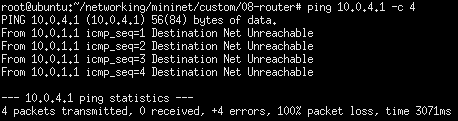 root@ubuntu:~/networking/mininet/custom/08-router# ping 10.0.4.1 -c 4
PING 10.0.4.1 (10.0.4.1) 56(84) bytes of data.
From 10.0.1.1 icmp_seq=1 Destination Net Unreachable
From 10.0.1.1 icmp_seq=2 Destination Net Unreachable
From 10.0.1.1 icmp_seq=3 Destination Net Unreachable
From 10.0.1.1 icmp_seq=4 Destination Net Unreachable

--- 10.0.4.1 ping statistics ---
4 packets transmitted, 0 received, +4 errors, 100% packet loss, time 3071ms